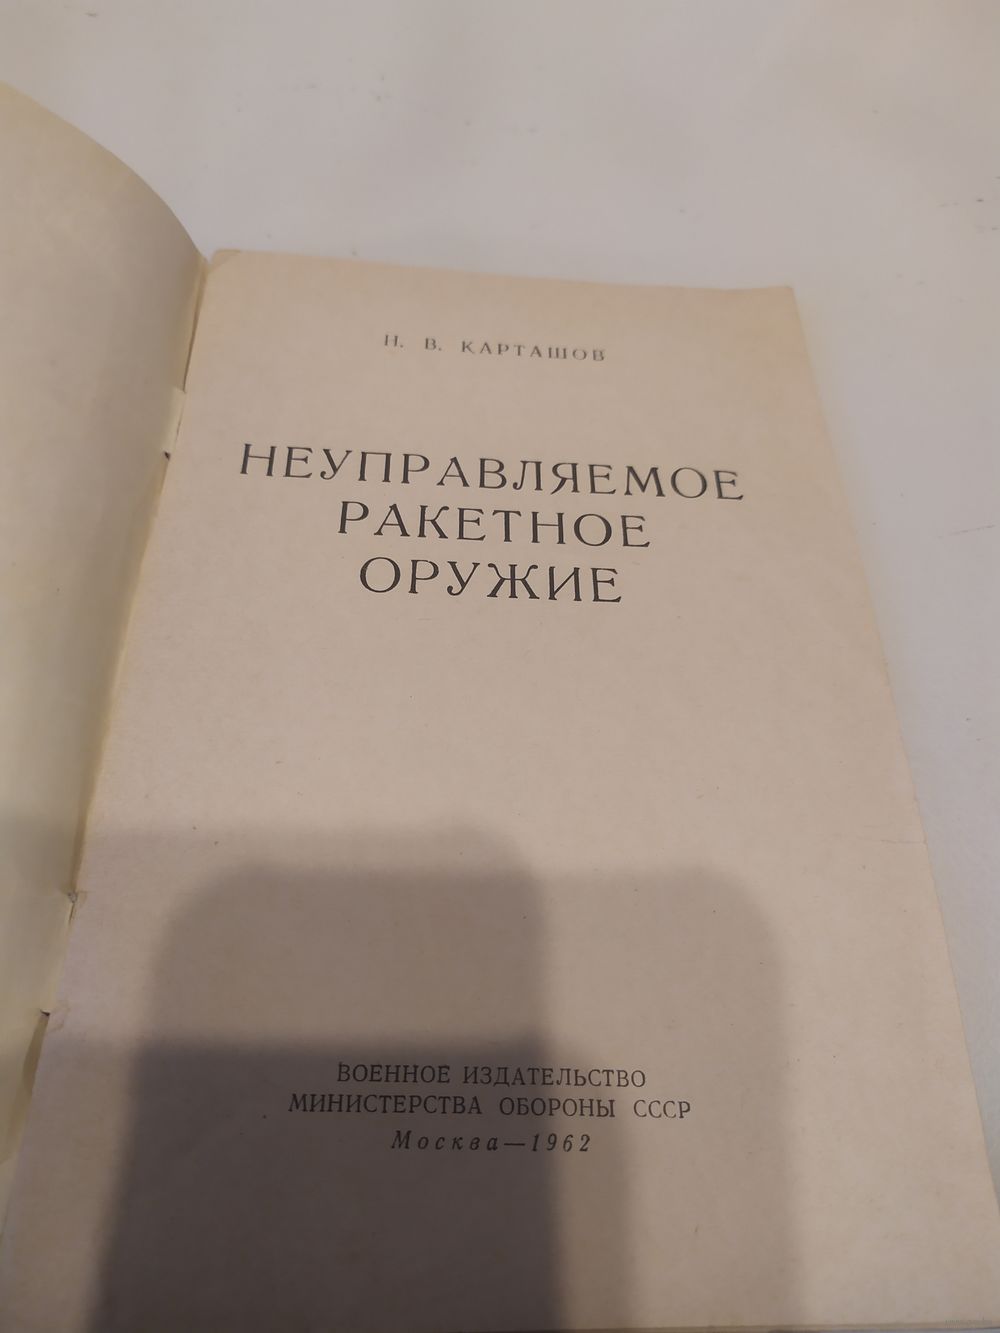 Н. В. КАРТАШОВ
НЕУПРАВЛЯЕМОЕ
РАКЕТНОЕ
ОРУЖИЕ
ВОЕННОЕ ИЗДАТЕЛЬСТВО
МИНИСТЕРСТВА ОБОРОНЫ СССР
Москва—1962